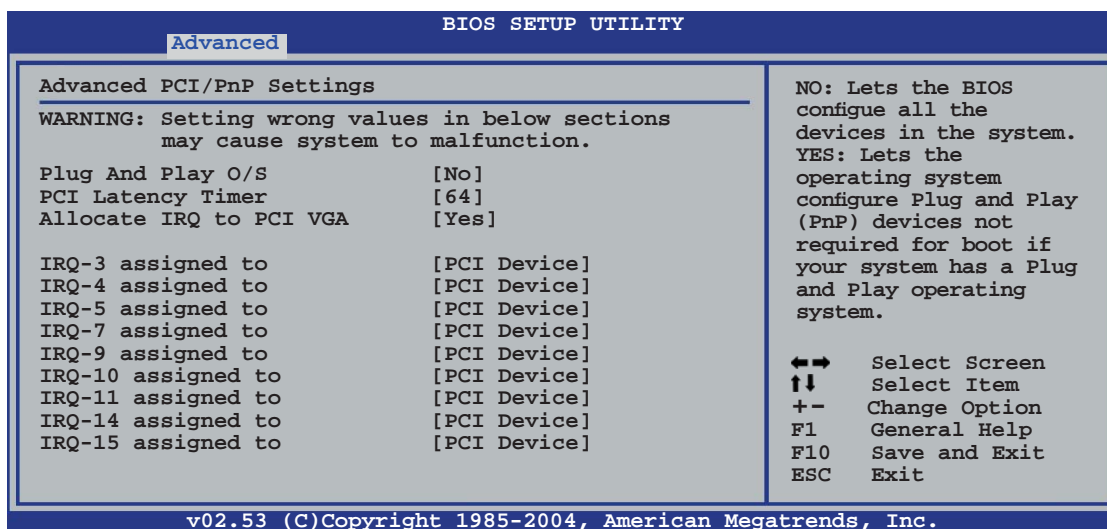 BIOS SETUP UTILITY
Advanced
Advanced PCI/PnP Settings
WARNING: Setting wrong values in below sections
may cause system to malfunction.
Plug And Play O/S [No]
PCI Latency Timer [64]
Allocate IRQ to PCI VGA [Yes]
IRQ-3 assigned to [PCI Device]
IRQ-4 assigned to [PCI Device]
IRQ-5 assigned to [PCI Device]
IRQ-7 assigned to [PCI Device]
IRQ-9 assigned to [PCI Device]
IRQ-10 assigned to [PCI Device]
IRQ-11 assigned to [PCI Device]
IRQ-14 assigned to [PCI Device]
IRQ-15 assigned to [PCI Device]
NO: Lets the BIOS
configue all the
devices in the system.
YES: Lets the
operating system
configure Plug and Play
(PnP) devices not
required for boot if
your system has a Plug
and Play operating
system.
←→ Select Screen
↑↓ Select Item
+- Change Option
F1 General Help
F10 Save and Exit
ESC Exit
v02.53 (C)Copyright 1985-2004, American Megatrends, Inc.